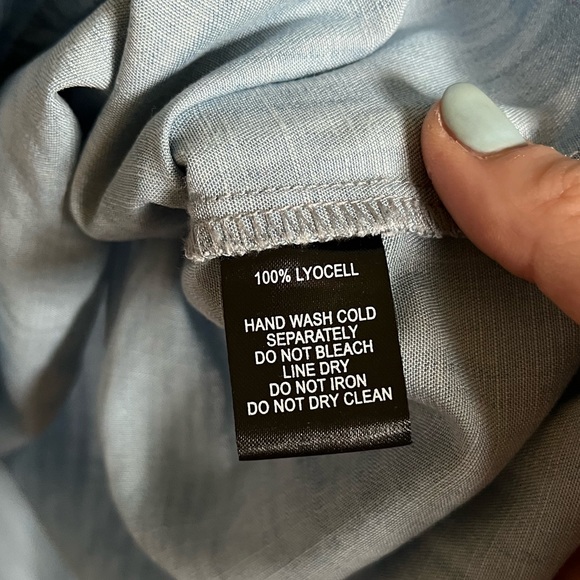 100% LYOCELL
HAND WASH COLD
SEPARATELY
DO NOT BLEACH
LINE DRY
DO NOT IRON
DO NOT DRY CLEAN